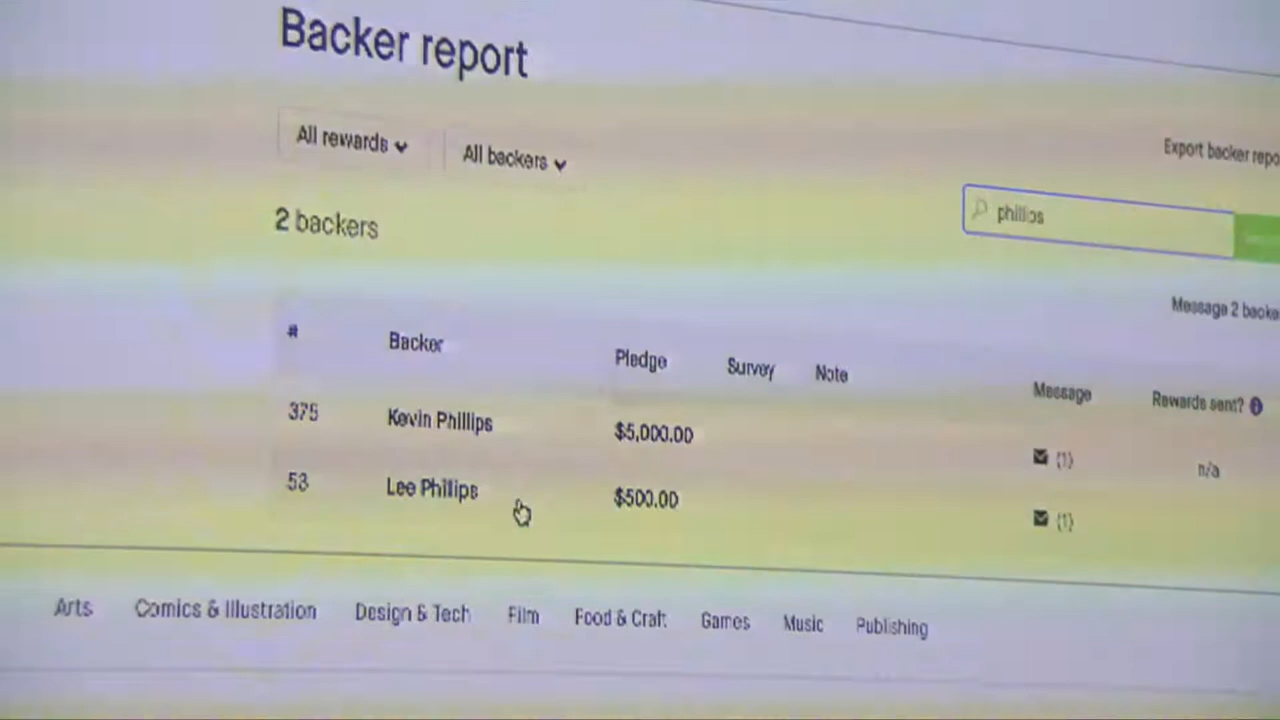 Backer report
All rewards All backers
Export backer repo
2 backers
phillips
Message 2 backe
# Backer Pledge Survey Note Message Rewards sent?
375 Kevin Phillips $5,000.00 (1) n/a
53 Lee Phillips $500.00 (1)
Arts Comics & Illustration Design & Tech Film Food & Craft Games Music Publishing